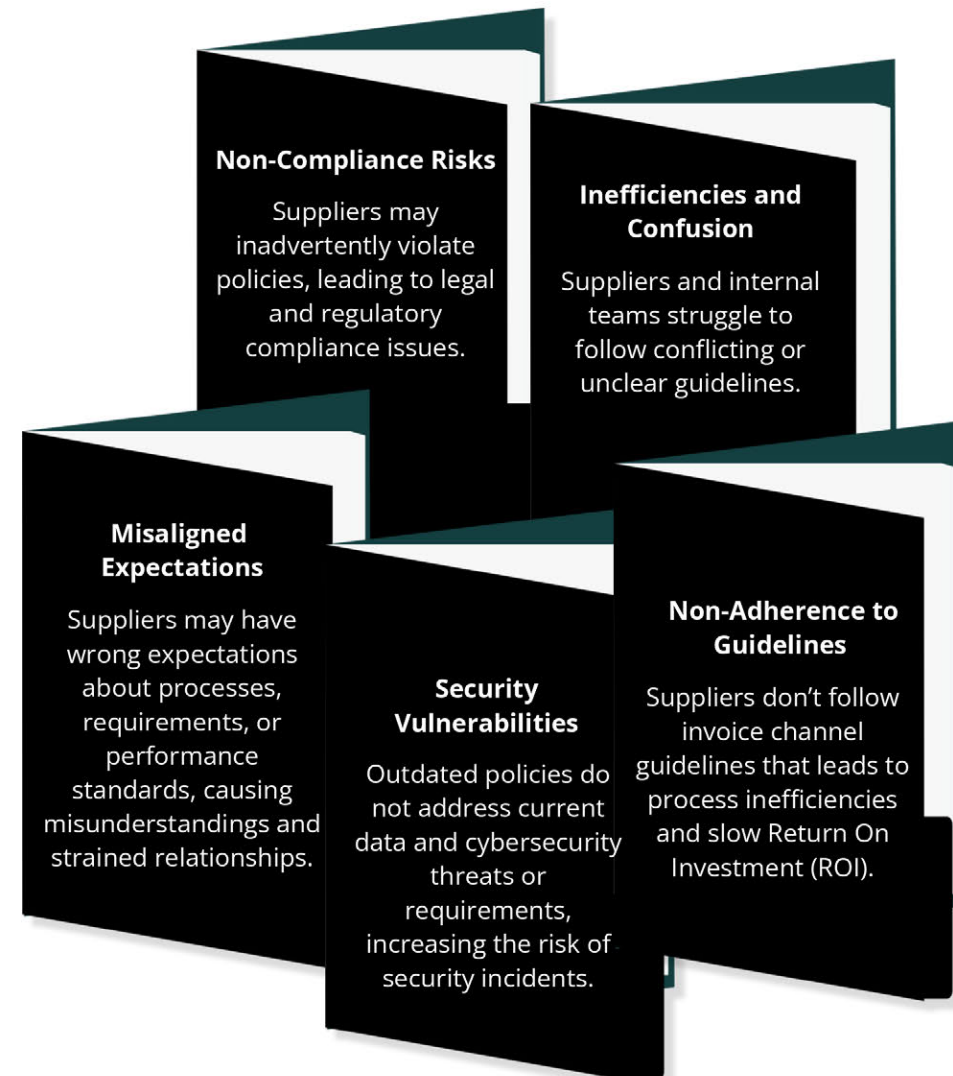 Non-Compliance Risks
Suppliers may
inadvertently violate
policies, leading to legal
and regulatory
compliance issues.
Inefficiencies and
Confusion
Suppliers and internal
teams struggle to
follow conflicting or
unclear guidelines.
Misaligned
Expectations
Suppliers may have
wrong expectations
about processes,
requirements, or
performance
standards, causing
misunderstandings and
strained relationships.
Security
Vulnerabilities
Outdated policies do
not address current
data and cybersecurity
threats or
requirements,
increasing the risk of
security incidents.
Non-Adherence to
Guidelines
Suppliers don’t follow
invoice channel
guidelines that leads to
process inefficiencies
and slow Return On
Investment (ROI).